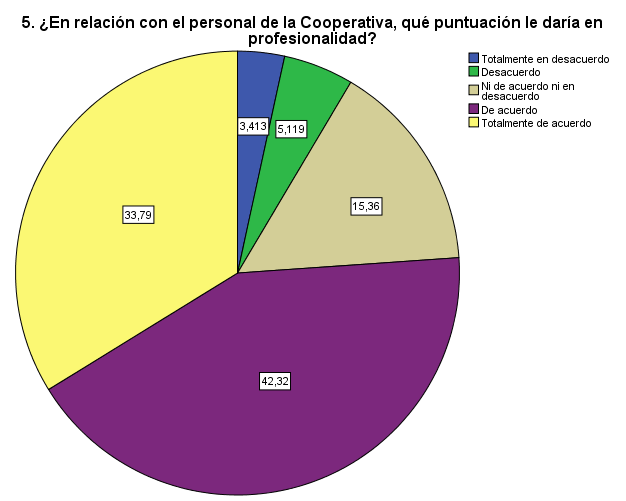 5. ¿En relación con el personal de la Cooperativa, qué puntuación le daría en
profesionalidad?
Totalmente en desacuerdo
Desacuerdo
Ni de acuerdo ni en
desacuerdo
De acuerdo
Totalmente de acuerdo
3,413
5,119
15,36
33,79
42,32